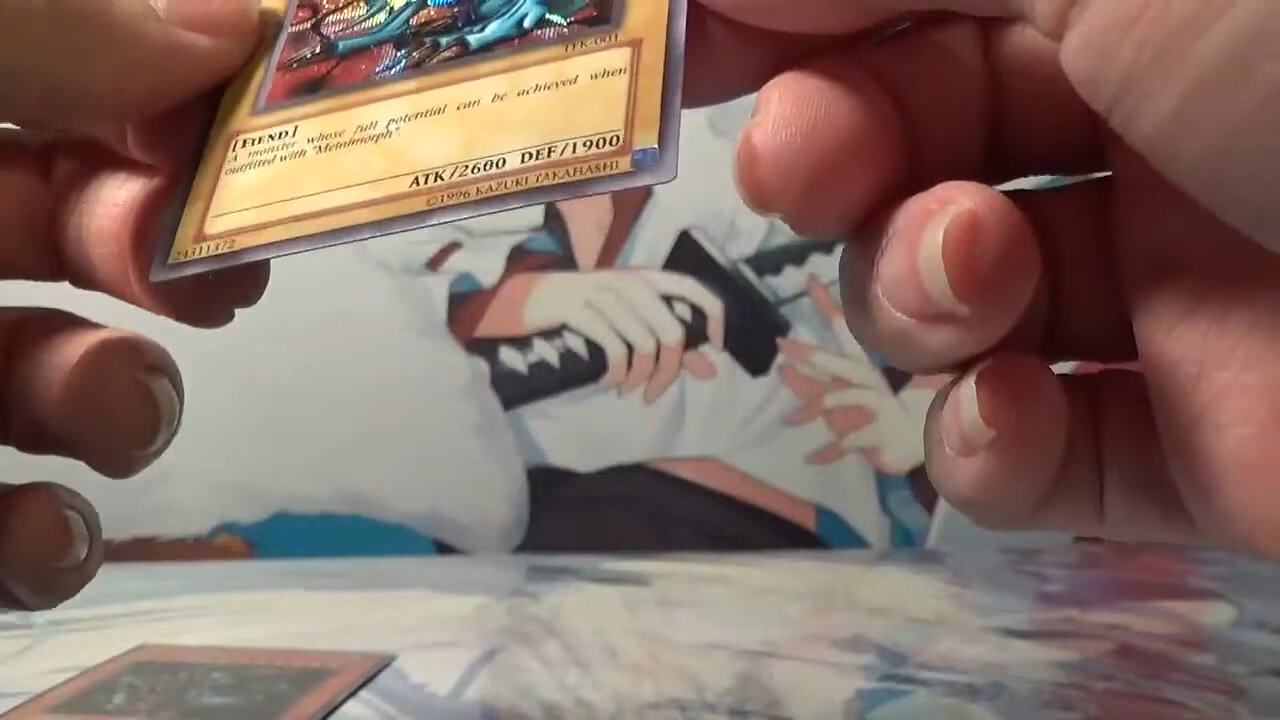 TFK-001
[FIEND]
A monster whose full potential can be achieved when
outfitted with "Metalmorph".
ATK/2600 DEF/1900
©1996 KAZUKI TAKAHASHI
24311372